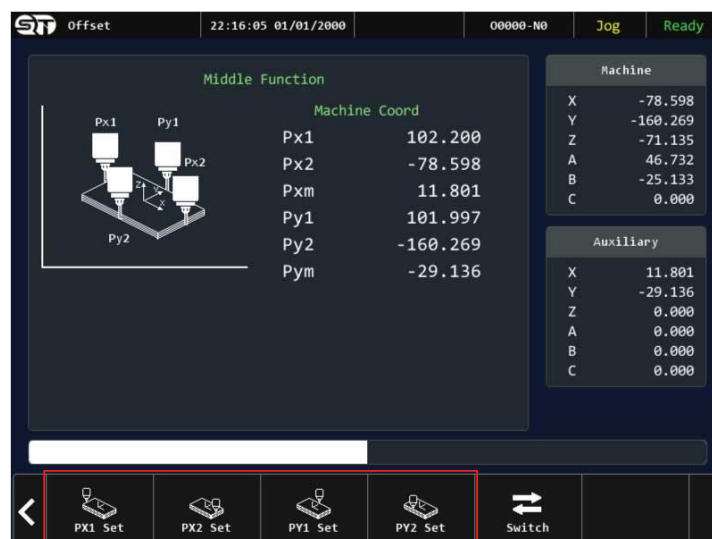 Offset 22:16:05 01/01/2000 O0000-N0 Jog Ready
Middle Function
Machine Coord
Px1 102.200
Px2 -78.598
Pxm 11.801
Py1 101.997
Py2 -160.269
Pym -29.136
Px1 Py1
Px2
Z Y
X
Py2
Machine
X -78.598
Y -160.269
Z -71.135
A 46.732
B -25.133
C 0.000
Auxiliary
X 11.801
Y -29.136
Z 0.000
A 0.000
B 0.000
C 0.000
PX1 Set PX2 Set PY1 Set PY2 Set Switch